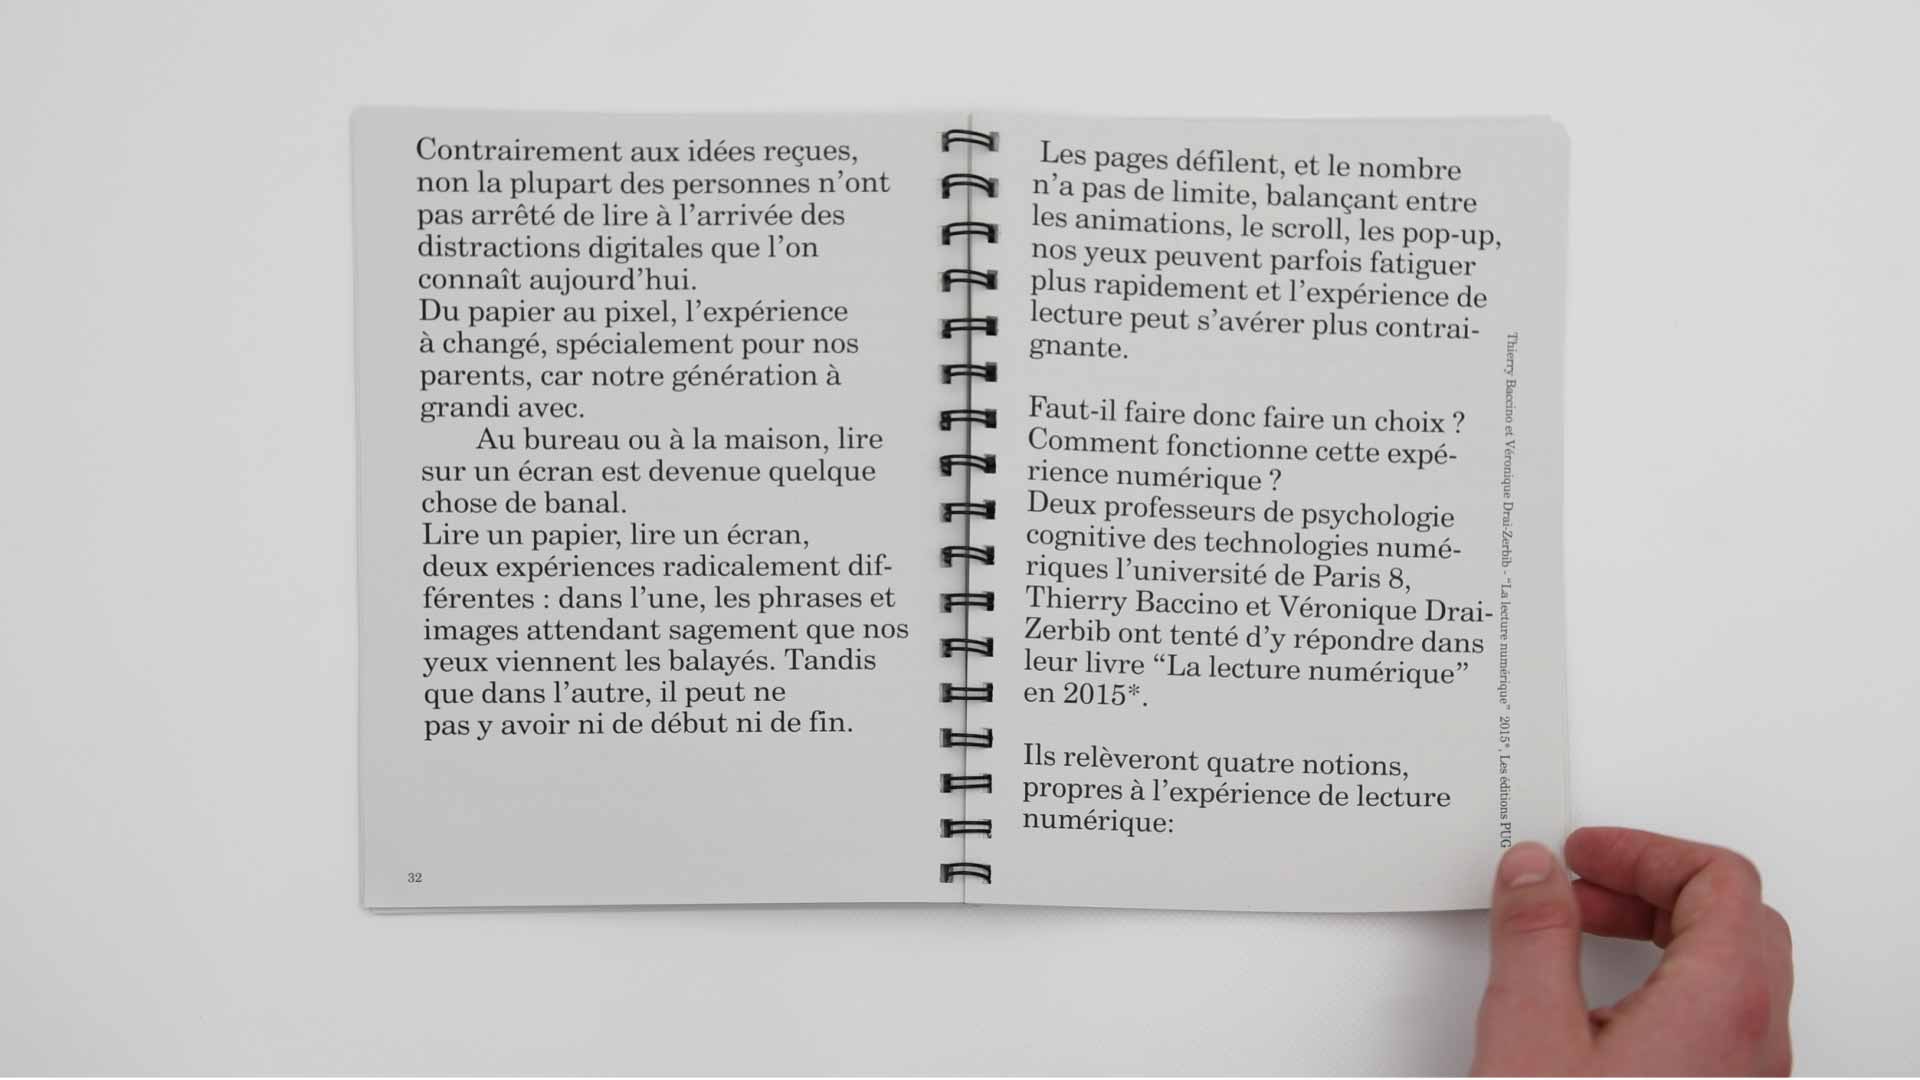 Contrairement aux idées reçues,
non la plupart des personnes n’ont
pas arrêté de lire à l’arrivée des
distractions digitales que l’on
connaît aujourd’hui.
Du papier au pixel, l’expérience
à changé, spécialement pour nos
parents, car notre génération à
grandi avec.
Au bureau ou à la maison, lire
sur un écran est devenue quelque
chose de banal.
Lire un papier, lire un écran,
deux expériences radicalement dif-
férentes : dans l’une, les phrases et
images attendant sagement que nos
yeux viennent les balayés. Tandis
que dans l’autre, il peut ne
pas y avoir ni de début ni de fin.
32
Les pages défilent, et le nombre
n’a pas de limite, balançant entre
les animations, le scroll, les pop-up,
nos yeux peuvent parfois fatiguer
plus rapidement et l’expérience de
lecture peut s’avérer plus contrai-
gnante.
Faut-il faire donc faire un choix ?
Comment fonctionne cette expé-
rience numérique ?
Deux professeurs de psychologie
cognitive des technologies numé-
riques l’université de Paris 8,
Thierry Baccino et Véronique Drai-
Zerbib ont tenté d’y répondre dans
leur livre “La lecture numérique”
en 2015*.
Ils relèveront quatre notions,
propres à l’expérience de lecture
numérique:
Thierry Baccino et Véronique Drai-Zerbib - “La lecture numérique” 2015*, Les éditions PUG